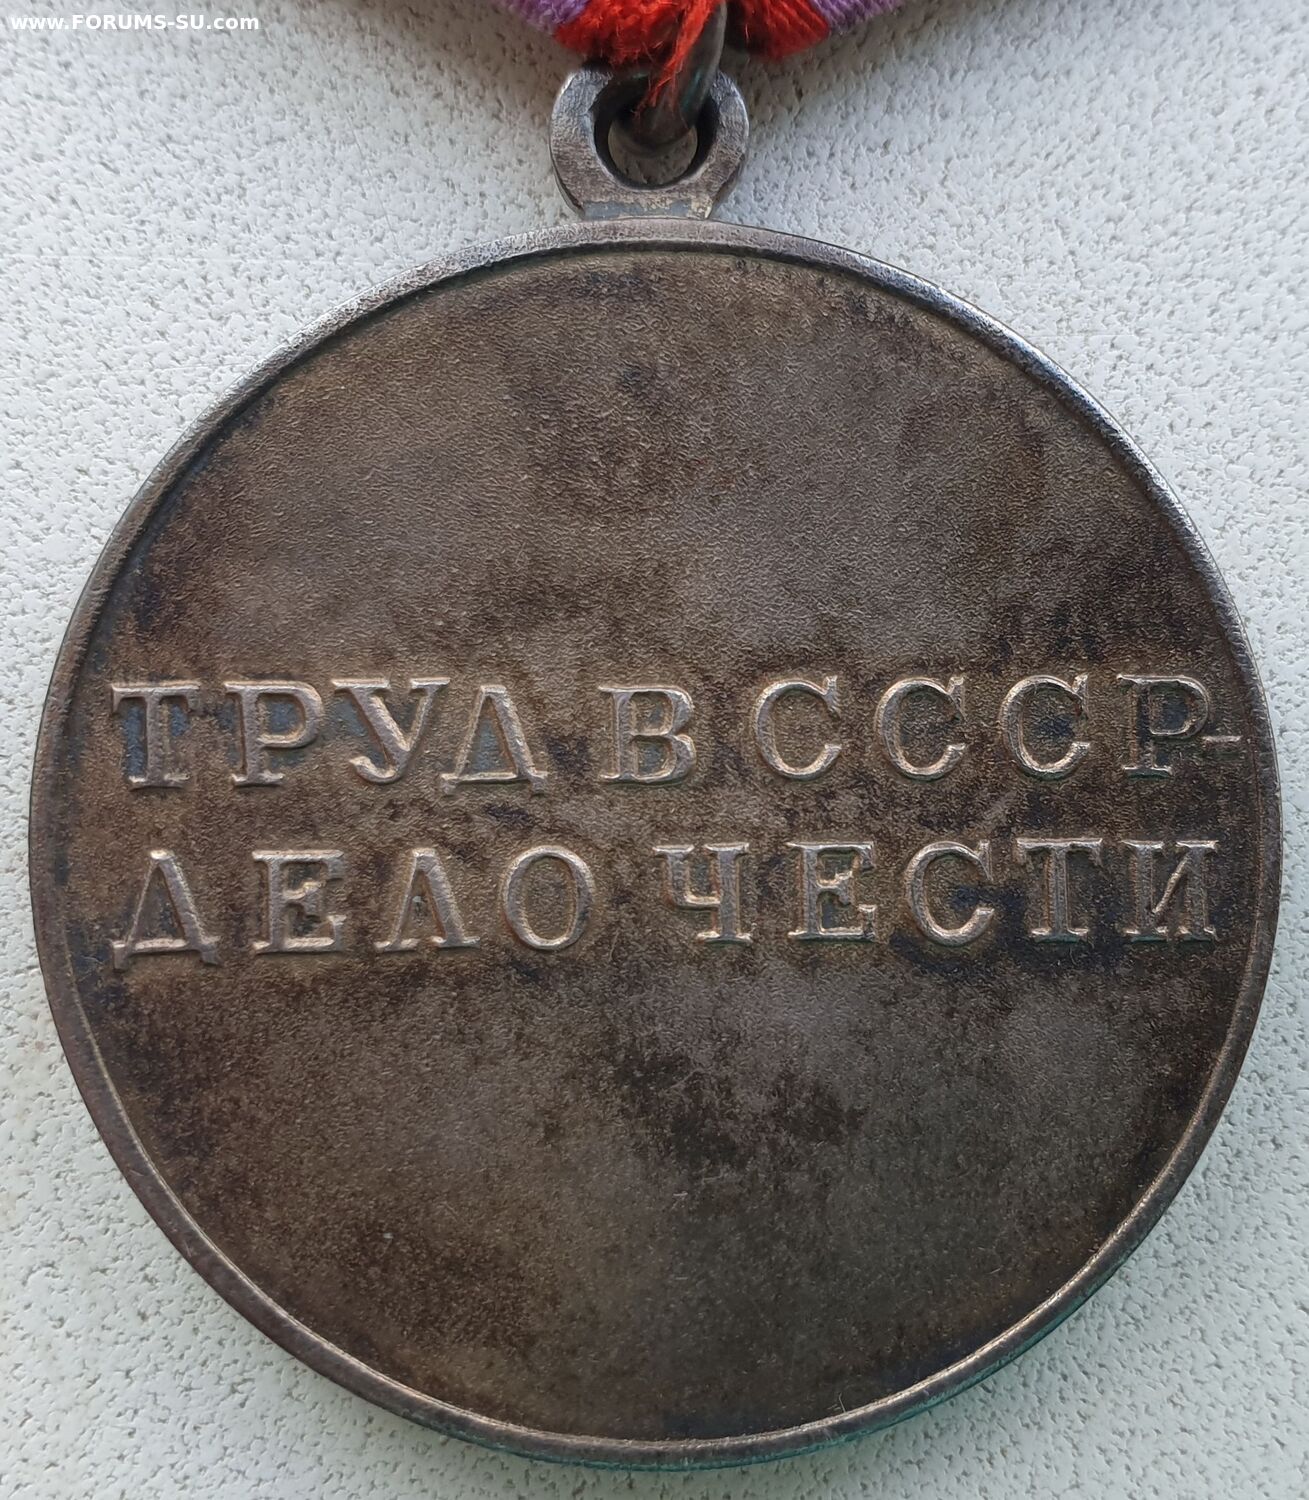 www.FORUMS-SU.com
ТРУД В СССР-
ДЕЛО ЧЕСТИ